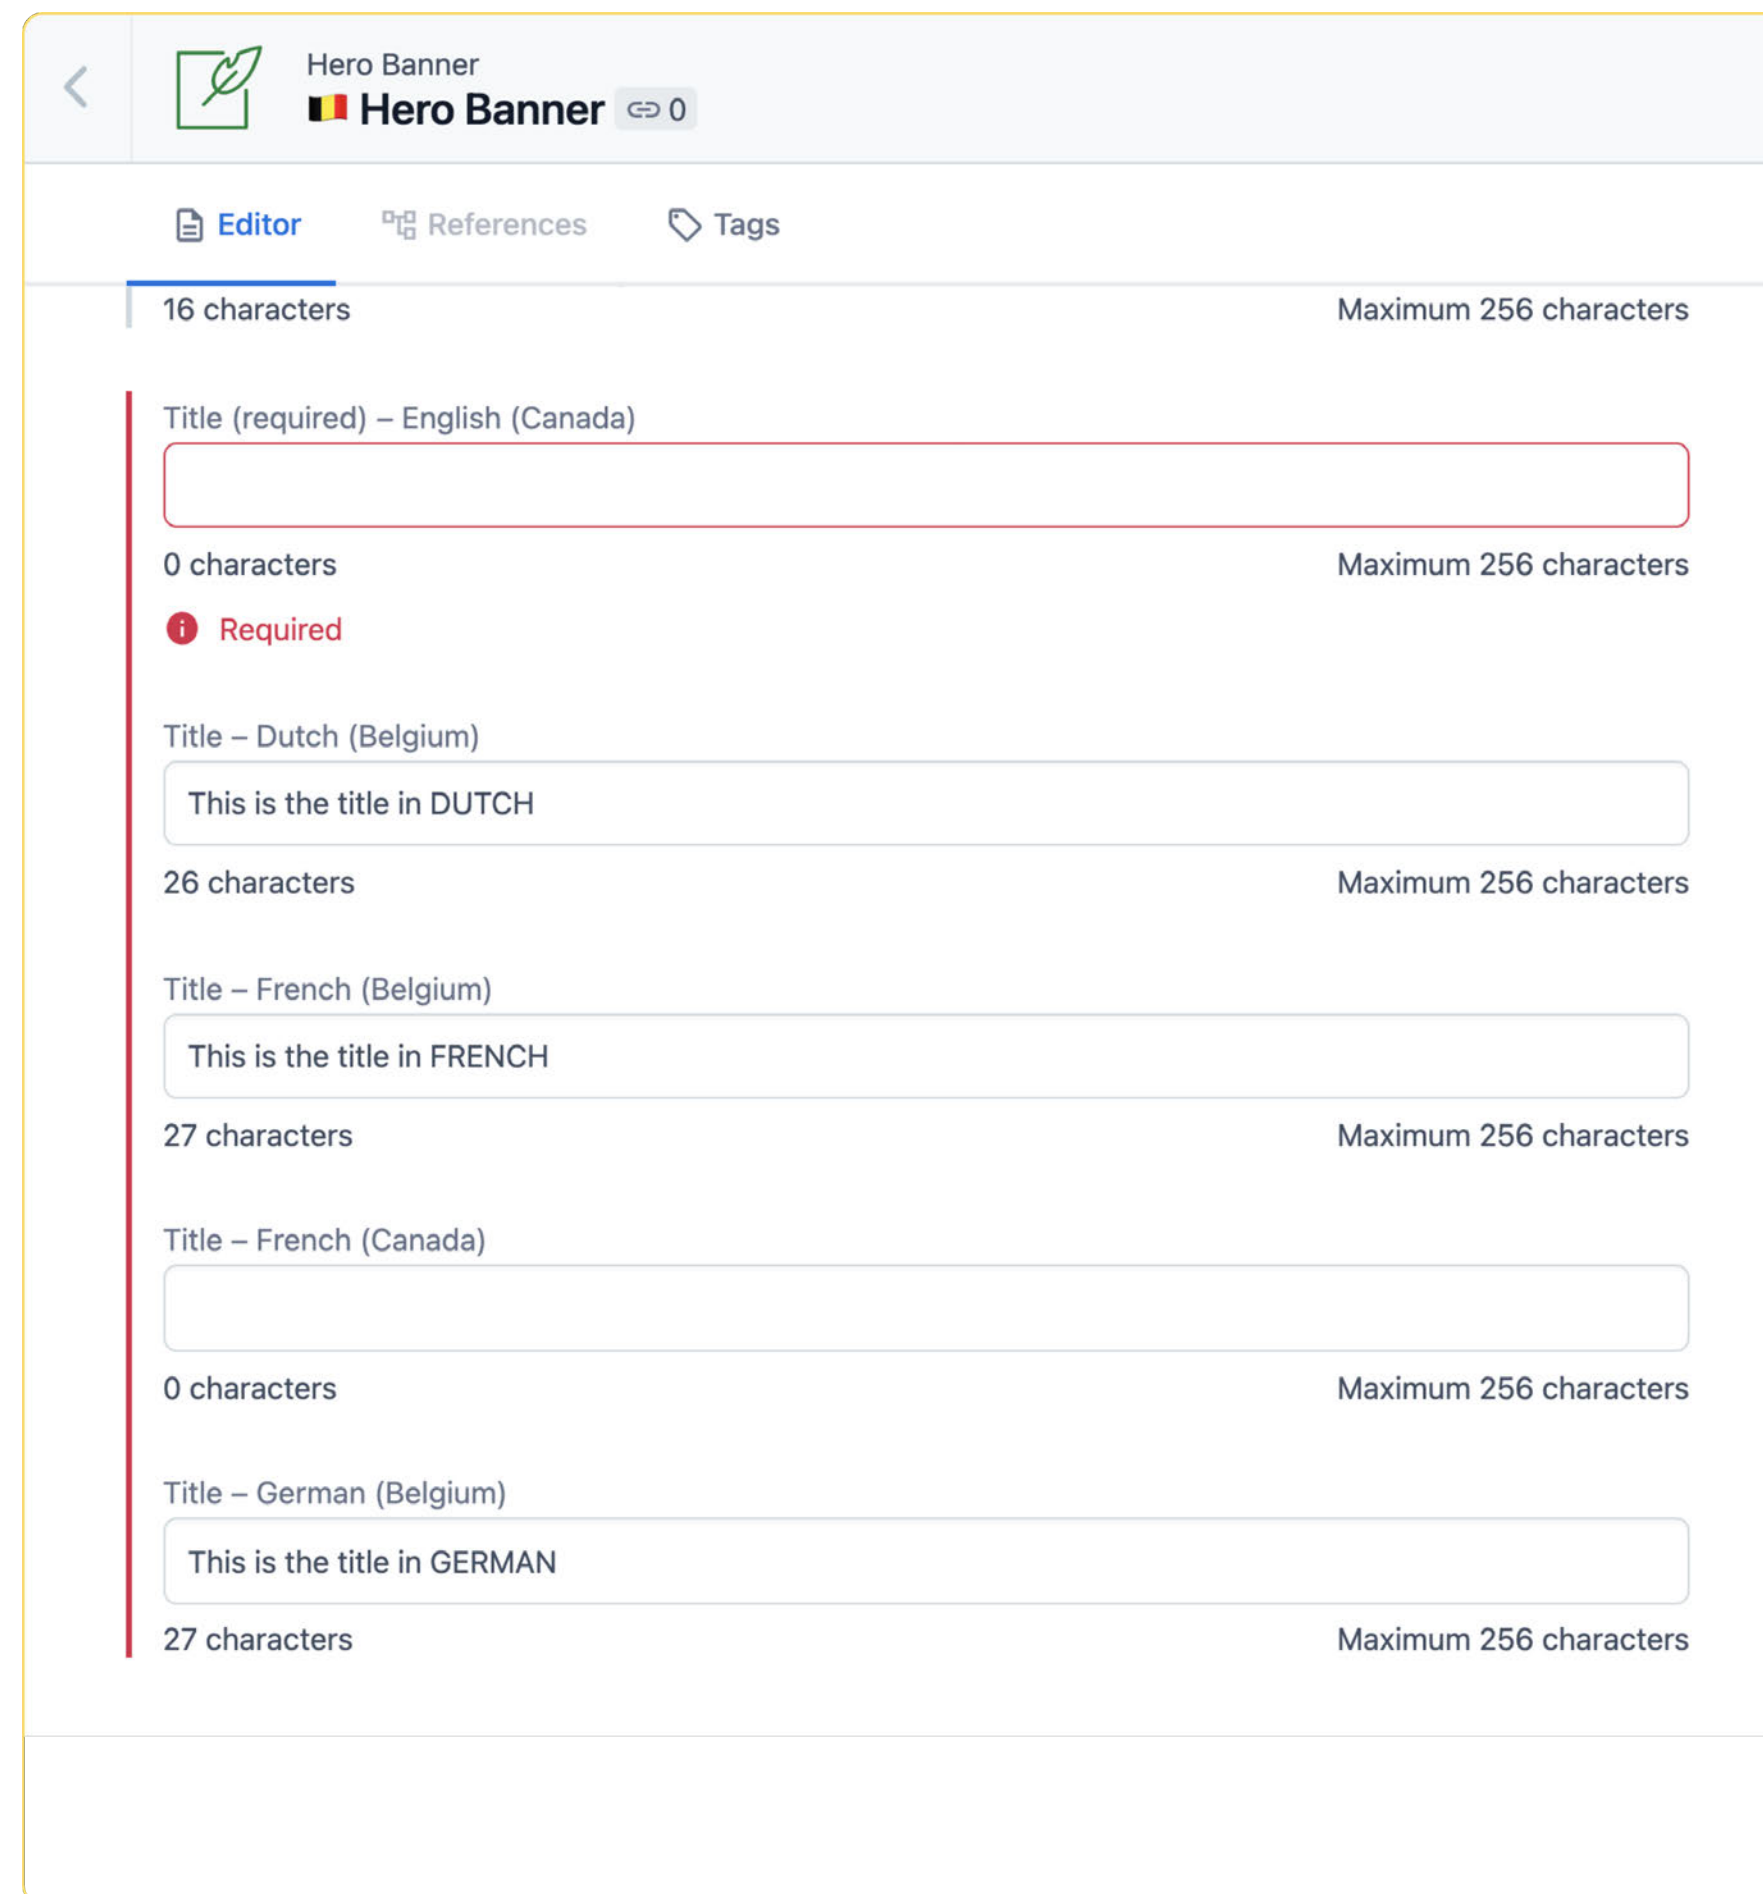 Hero Banner
🇧🇪 Hero Banner 0
Editor References Tags
16 characters Maximum 256 characters
Title (required) – English (Canada)
0 characters Maximum 256 characters
Required
Title – Dutch (Belgium)
This is the title in DUTCH
26 characters Maximum 256 characters
Title – French (Belgium)
This is the title in FRENCH
27 characters Maximum 256 characters
Title – French (Canada)
0 characters Maximum 256 characters
Title – German (Belgium)
This is the title in GERMAN
27 characters Maximum 256 characters